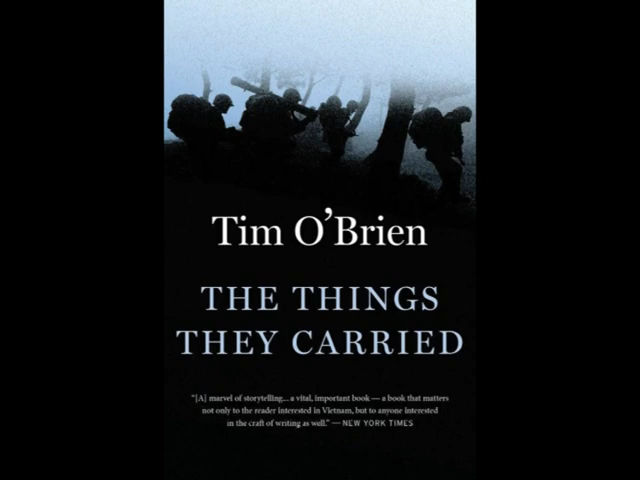 Tim O’Brien
THE THINGS
THEY CARRIED
“[A] marvel of storytelling... a vital, important book — a book that matters
not only to the reader interested in Vietnam, but to anyone interested
in the craft of writing as well.” — NEW YORK TIMES